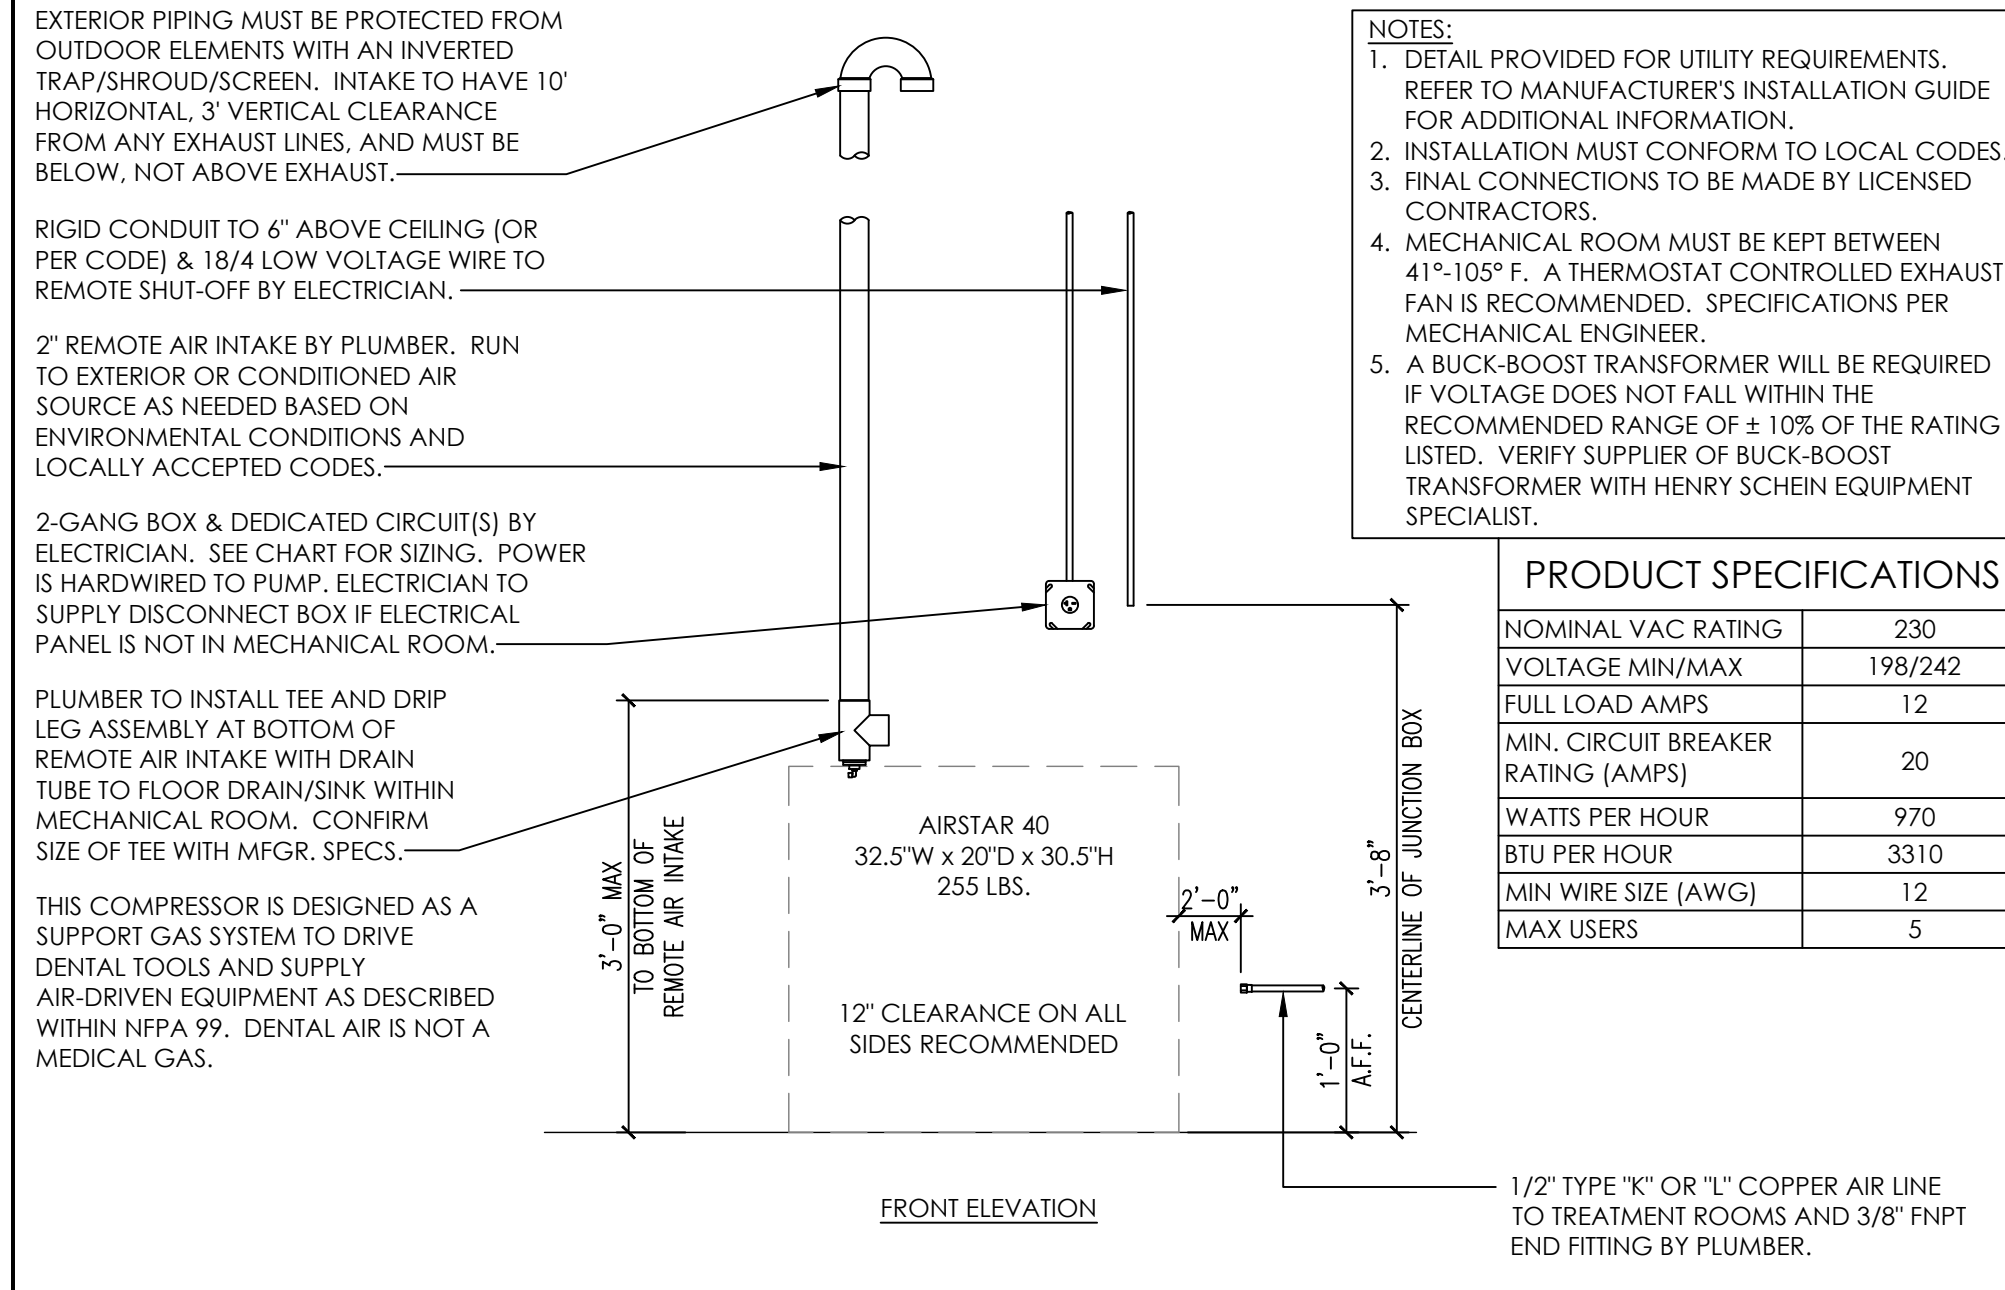 EXTERIOR PIPING MUST BE PROTECTED FROM
OUTDOOR ELEMENTS WITH AN INVERTED
TRAP/SHROUD/SCREEN. INTAKE TO HAVE 10'
HORIZONTAL, 3' VERTICAL CLEARANCE
FROM ANY EXHAUST LINES, AND MUST BE
BELOW, NOT ABOVE EXHAUST.
RIGID CONDUIT TO 6" ABOVE CEILING (OR
PER CODE) & 18/4 LOW VOLTAGE WIRE TO
REMOTE SHUT-OFF BY ELECTRICIAN.
2" REMOTE AIR INTAKE BY PLUMBER. RUN
TO EXTERIOR OR CONDITIONED AIR
SOURCE AS NEEDED BASED ON
ENVIRONMENTAL CONDITIONS AND
LOCALLY ACCEPTED CODES.
2-GANG BOX & DEDICATED CIRCUIT(S) BY
ELECTRICIAN. SEE CHART FOR SIZING. POWER
IS HARDWIRED TO PUMP. ELECTRICIAN TO
SUPPLY DISCONNECT BOX IF ELECTRICAL
PANEL IS NOT IN MECHANICAL ROOM.
PLUMBER TO INSTALL TEE AND DRIP
LEG ASSEMBLY AT BOTTOM OF
REMOTE AIR INTAKE WITH DRAIN
TUBE TO FLOOR DRAIN/SINK WITHIN
MECHANICAL ROOM. CONFIRM
SIZE OF TEE WITH MFGR. SPECS.
THIS COMPRESSOR IS DESIGNED AS A
SUPPORT GAS SYSTEM TO DRIVE
DENTAL TOOLS AND SUPPLY
AIR-DRIVEN EQUIPMENT AS DESCRIBED
WITHIN NFPA 99. DENTAL AIR IS NOT A
MEDICAL GAS.
3'-0" MAX
TO BOTTOM OF
REMOTE AIR INTAKE
AIRSTAR 40
32.5"W x 20"D x 30.5"H
255 LBS.
12" CLEARANCE ON ALL
SIDES RECOMMENDED
2'-0"
MAX
1'-0"
A.F.F.
3'-8"
CENTERLINE OF JUNCTION BOX
FRONT ELEVATION
1/2" TYPE "K" OR "L" COPPER AIR LINE
TO TREATMENT ROOMS AND 3/8" FNPT
END FITTING BY PLUMBER.
NOTES:
1. DETAIL PROVIDED FOR UTILITY REQUIREMENTS.
REFER TO MANUFACTURER'S INSTALLATION GUIDE
FOR ADDITIONAL INFORMATION.
2. INSTALLATION MUST CONFORM TO LOCAL CODES.
3. FINAL CONNECTIONS TO BE MADE BY LICENSED
CONTRACTORS.
4. MECHANICAL ROOM MUST BE KEPT BETWEEN
41°-105° F. A THERMOSTAT CONTROLLED EXHAUST
FAN IS RECOMMENDED. SPECIFICATIONS PER
MECHANICAL ENGINEER.
5. A BUCK-BOOST TRANSFORMER WILL BE REQUIRED
IF VOLTAGE DOES NOT FALL WITHIN THE
RECOMMENDED RANGE OF ± 10% OF THE RATING
LISTED. VERIFY SUPPLIER OF BUCK-BOOST
TRANSFORMER WITH HENRY SCHEIN EQUIPMENT
SPECIALIST.
PRODUCT SPECIFICATIONS
NOMINAL VAC RATING 230
VOLTAGE MIN/MAX 198/242
FULL LOAD AMPS 12
MIN. CIRCUIT BREAKER
RATING (AMPS) 20
WATTS PER HOUR 970
BTU PER HOUR 3310
MIN WIRE SIZE (AWG) 12
MAX USERS 5